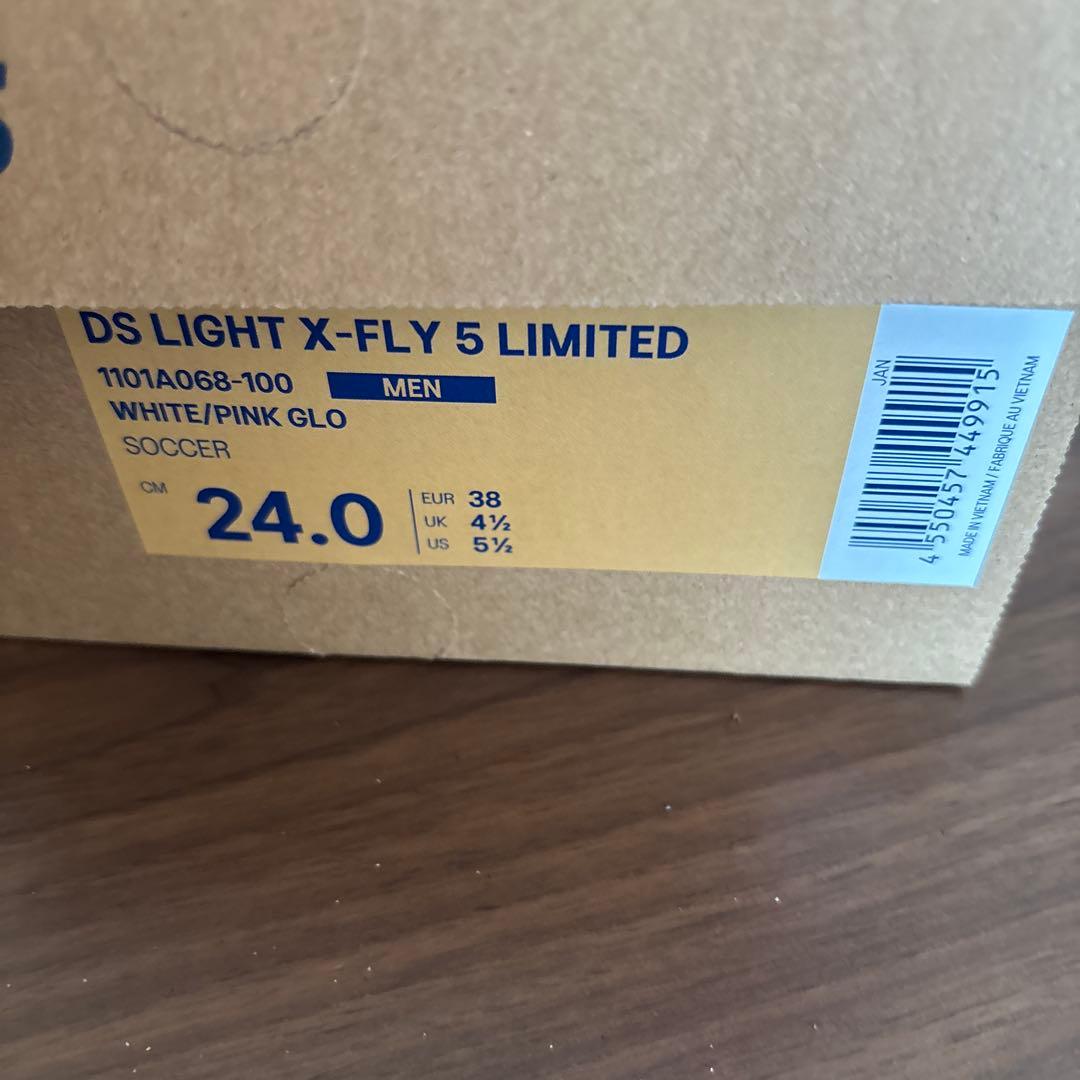 DS LIGHT X-FLY 5 LIMITED
1101A068-100 MEN
WHITE/PINK GLO
SOCCER
CM 24.0
EUR 38
UK 4½
US 5½
JAN
4 550457 449915
MADE IN VIETNAM / FABRIQUE AU VIETNAM